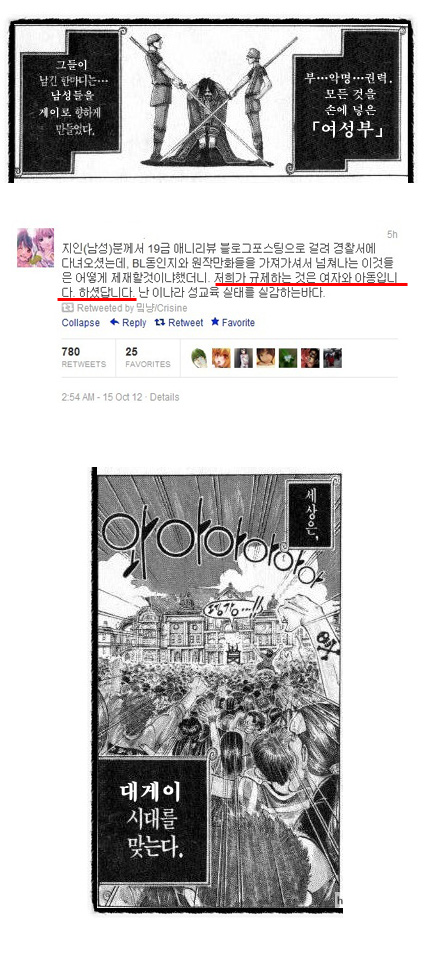 부…악명…권력.
모든 것을
손에 넣은
「여성부」
그들이
남긴 한마디는…
남성들을
게이로 향하게
만들었다.
5h
지인(남성)분께서 19금 애니리뷰 블로그포스팅으로 걸려 경찰서에
다녀오셨는데, BL동인지와 원작만화들을 가져가셔서 넘쳐나는 이것들
은 어떻게 제재할것이냐했더니. 저희가 규제하는 것은 여자와 아동입니
다. 하셨답니다. 난 이나라 성교육 실태를 실감하는바다.
Retweeted by 밈냥/Crisine
Collapse Reply Retweet Favorite
780 25
RETWEETS FAVORITES
2:54 AM - 15 Oct 12 · Details
세상은,
와아아아아아
대게이
시대를
맞는다.
h